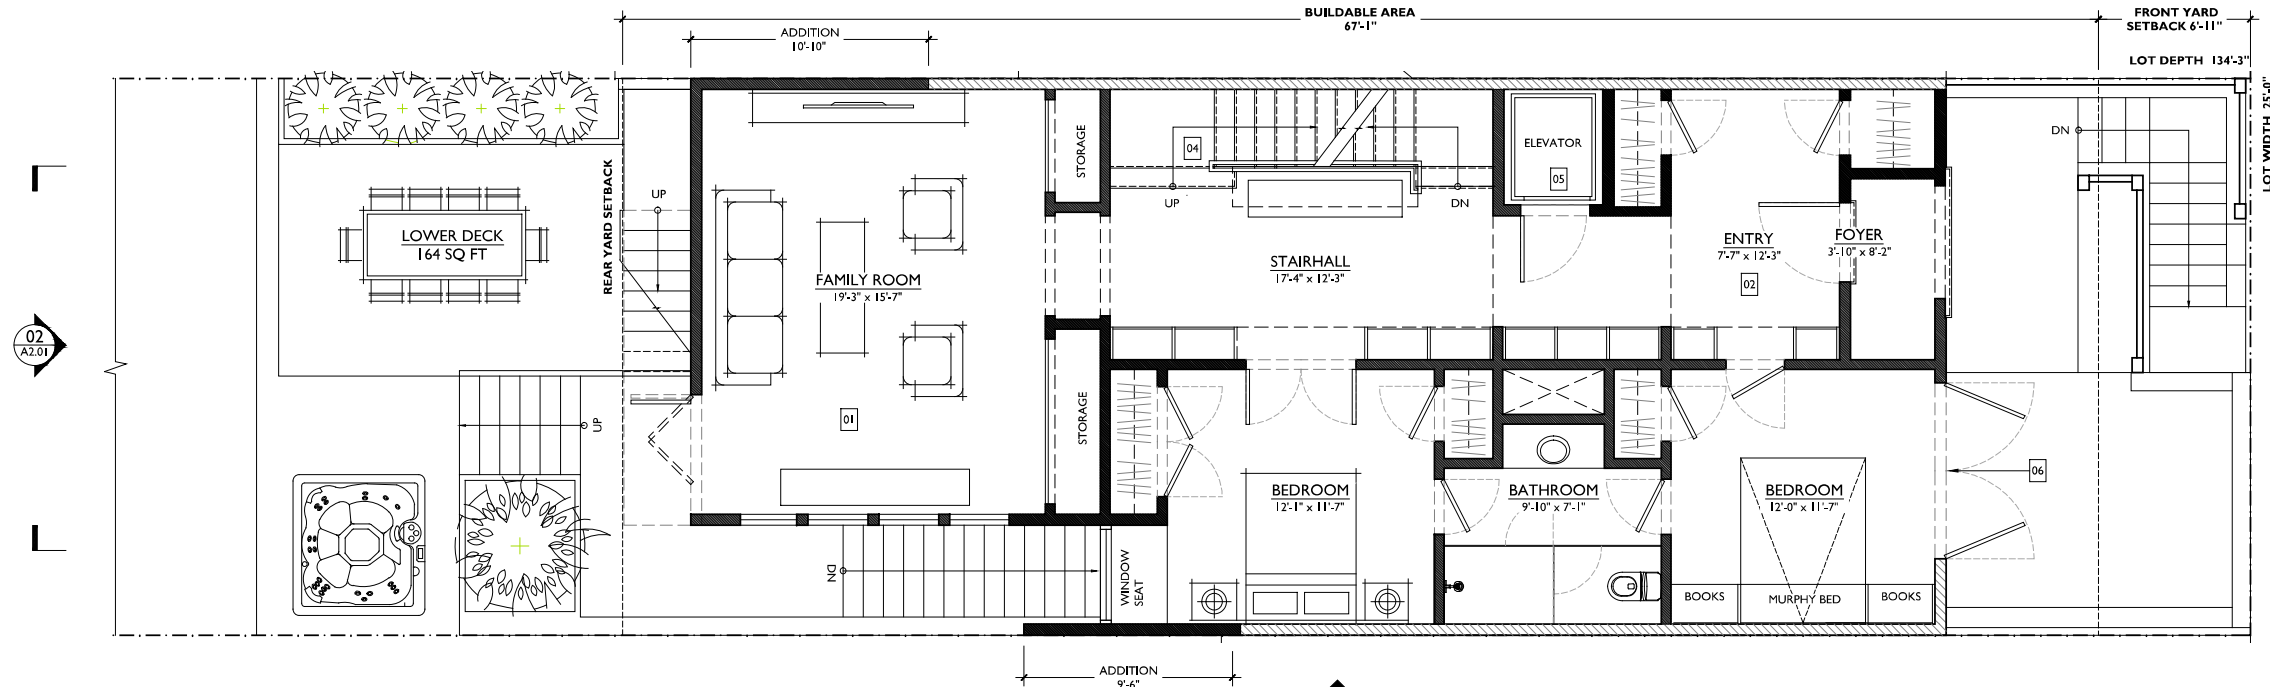 BUILDABLE AREA
67'-1"
FRONT YARD
SETBACK 6'-11"
ADDITION
10'-10"
LOT DEPTH 134'-3"
LOT WIDTH 25'-0"
REAR YARD SETBACK
UP
LOWER DECK
164 SQ FT
FAMILY ROOM
19'-3" x 15'-7"
01
STORAGE
STORAGE
04
UP
DN
STAIRHALL
17'-4" x 12'-3"
ELEVATOR
05
ENTRY
7'-7" x 12'-3"
02
FOYER
3'-10" x 8'-2"
DN
02
A2.01
UP
DN
WINDOW
SEAT
BEDROOM
12'-1" x 11'-7"
BATHROOM
9'-10" x 7'-1"
BEDROOM
12'-0" x 11'-7"
06
BOOKS
MURPHY BED
BOOKS
ADDITION
9'-6"